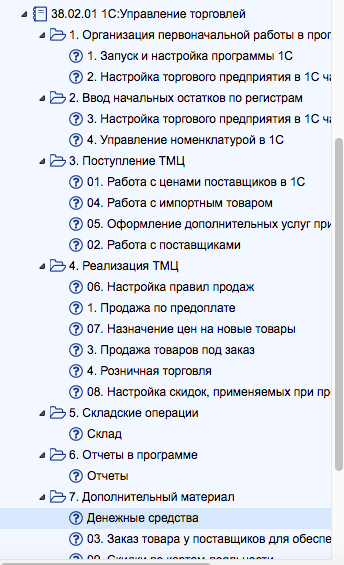 38.02.01 1С:Управление торговлей
1. Организация первоначальной работы в прог
1. Запуск и настройка программы 1С
2. Настройка торгового предприятия в 1С ча
2. Ввод начальных остатков по регистрам
3. Настройка торгового предприятия в 1С ча
4. Управление номенклатурой в 1С
3. Поступление ТМЦ
01. Работа с ценами поставщиков в 1С
04. Работа с импортным товаром
05. Оформление дополнительных услуг при
02. Работа с поставщиками
4. Реализация ТМЦ
06. Настройка правил продаж
1. Продажа по предоплате
07. Назначение цен на новые товары
3. Продажа товаров под заказ
4. Розничная торговля
08. Настройка скидок, применяемых при пр
5. Складские операции
Склад
6. Отчеты в программе
Отчеты
7. Дополнительный материал
Денежные средства
03. Заказ товара у поставщиков для обеспе
09. Скидки по картам лояльности